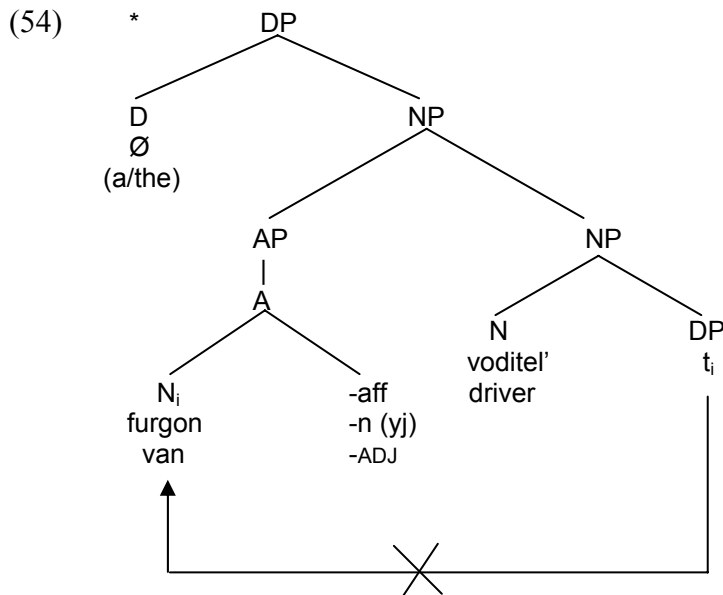 (54) * DP
D NP
Ø
(a/the)
AP NP
A
N DP
voditel’ tᵢ
driver
Nᵢ -aff
furgon -n (yj)
van -ADJ